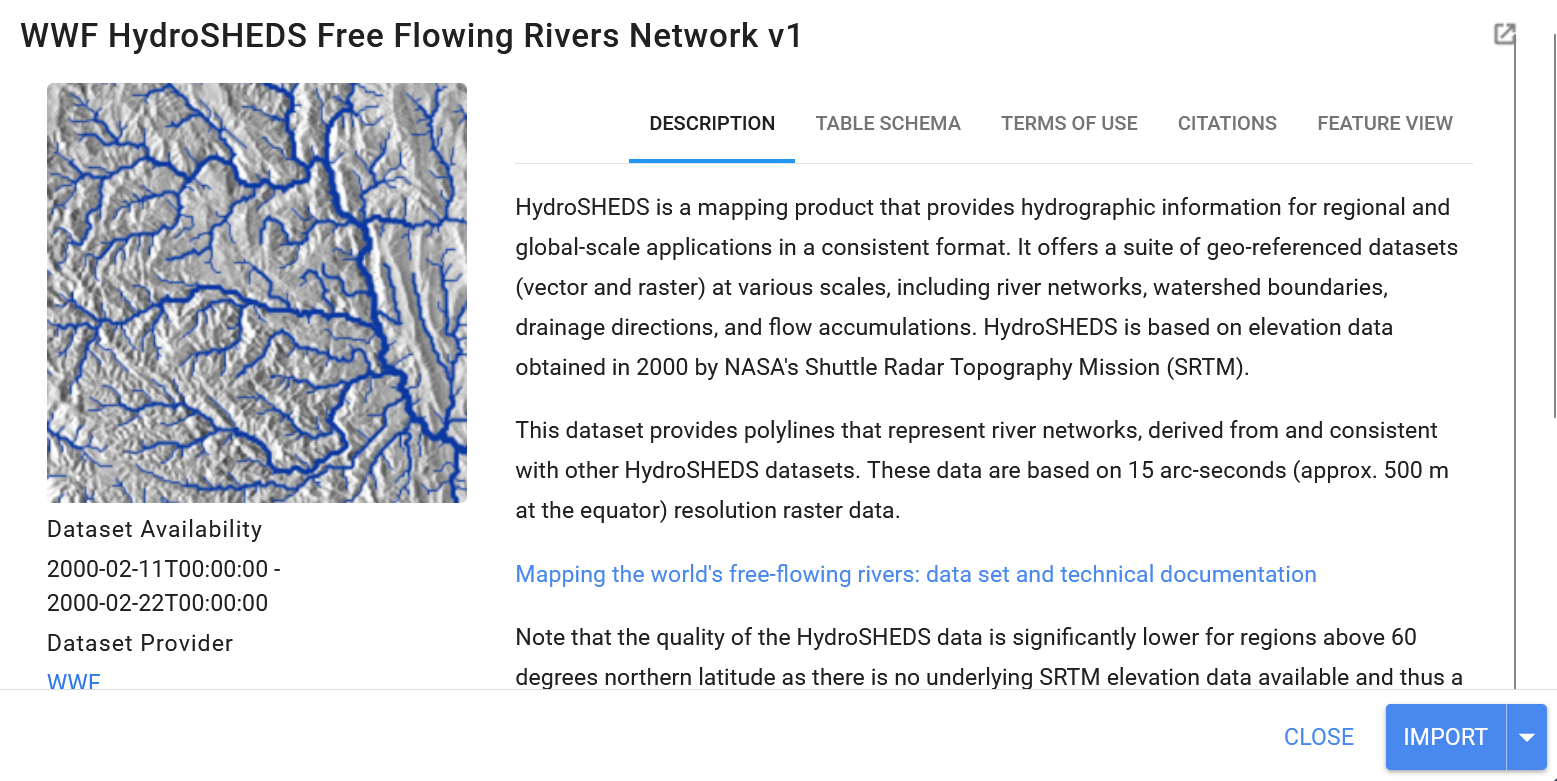 WWF HydroSHEDS Free Flowing Rivers Network v1
DESCRIPTION TABLE SCHEMA TERMS OF USE CITATIONS FEATURE VIEW
HydroSHEDS is a mapping product that provides hydrographic information for regional and
global-scale applications in a consistent format. It offers a suite of geo-referenced datasets
(vector and raster) at various scales, including river networks, watershed boundaries,
drainage directions, and flow accumulations. HydroSHEDS is based on elevation data
obtained in 2000 by NASA's Shuttle Radar Topography Mission (SRTM).
This dataset provides polylines that represent river networks, derived from and consistent
with other HydroSHEDS datasets. These data are based on 15 arc-seconds (approx. 500 m
at the equator) resolution raster data.
Mapping the world's free-flowing rivers: data set and technical documentation
Note that the quality of the HydroSHEDS data is significantly lower for regions above 60
degrees northern latitude as there is no underlying SRTM elevation data available and thus a
Dataset Availability
2000-02-11T00:00:00 -
2000-02-22T00:00:00
Dataset Provider
WWF
CLOSE IMPORT